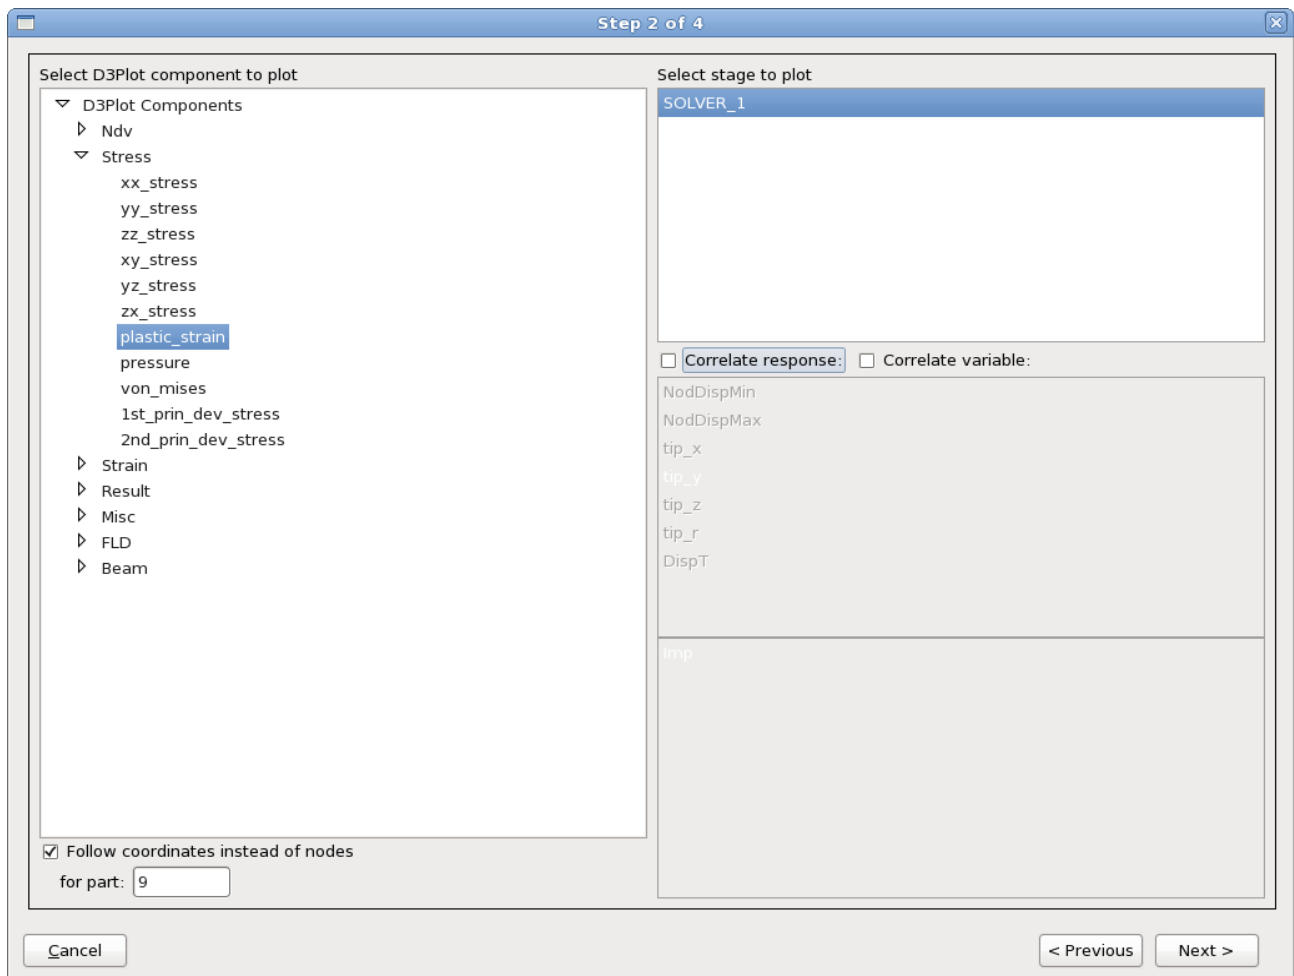 Step 2 of 4
Select D3Plot component to plot
D3Plot Components
Ndv
Stress
xx_stress
yy_stress
zz_stress
xy_stress
yz_stress
zx_stress
plastic_strain
pressure
von_mises
1st_prin_dev_stress
2nd_prin_dev_stress
Strain
Result
Misc
FLD
Beam
Follow coordinates instead of nodes
for part: 9
Select stage to plot
SOLVER_1
Correlate response: Correlate variable:
NodDispMin
NodDispMax
tip_x
tip_y
tip_z
tip_r
DispT
Imp
Cancel
< Previous
Next >